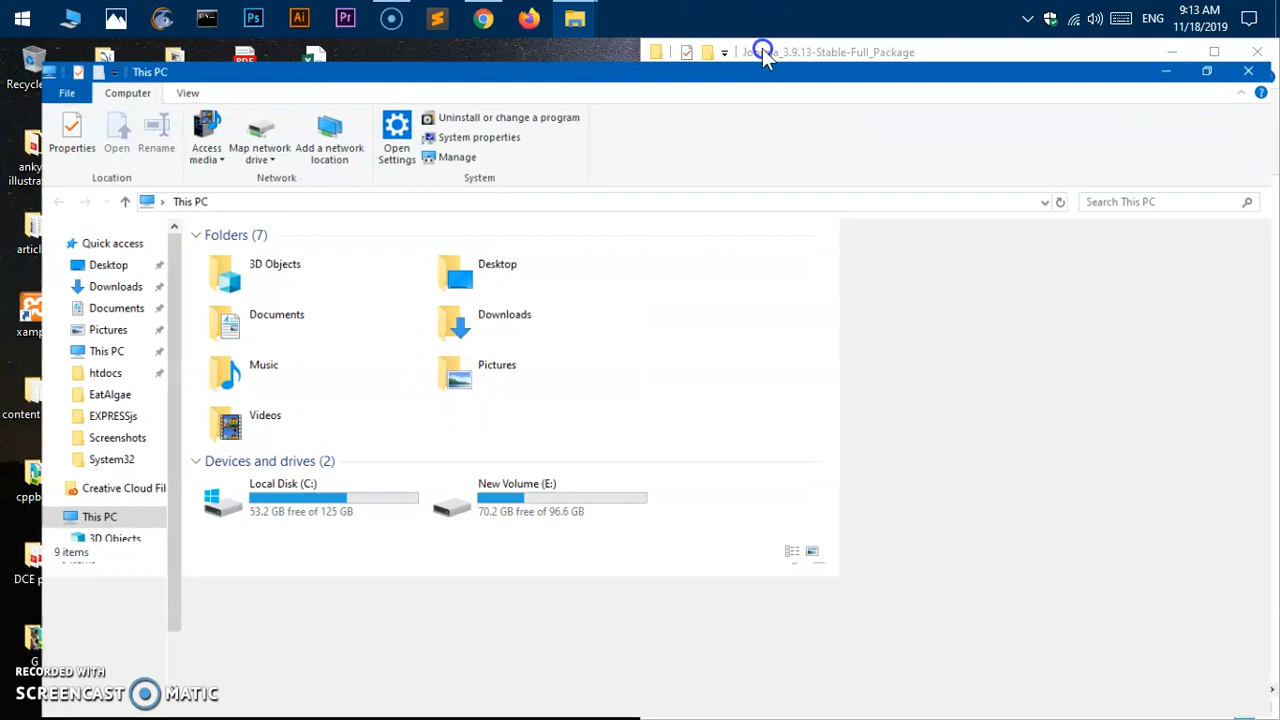 9:13 AM
ENG
11/18/2019
Ps
Ai
Pr
_3.9.13-Stable-Full_Package
Recycle
This PC
File
Computer
View
Properties
Open
Rename
Access media
Map network drive
Add a network location
Open Settings
Uninstall or change a program
System properties
Manage
Location
Network
System
This PC
Search This PC
Quick access
Desktop
Downloads
Documents
Pictures
This PC
htdocs
EatAlgae
EXPRESSjs
Screenshots
System32
Creative Cloud Fil
This PC
3D Objects
9 items
Folders (7)
3D Objects
Desktop
Documents
Downloads
Music
Pictures
Videos
Devices and drives (2)
Local Disk (C:)
53.2 GB free of 125 GB
New Volume (E:)
70.2 GB free of 96.6 GB
anky
illustra
articl
xamp
content
cppb
DCE p
G
RECORDED WITH
SCREENCAST MATIC